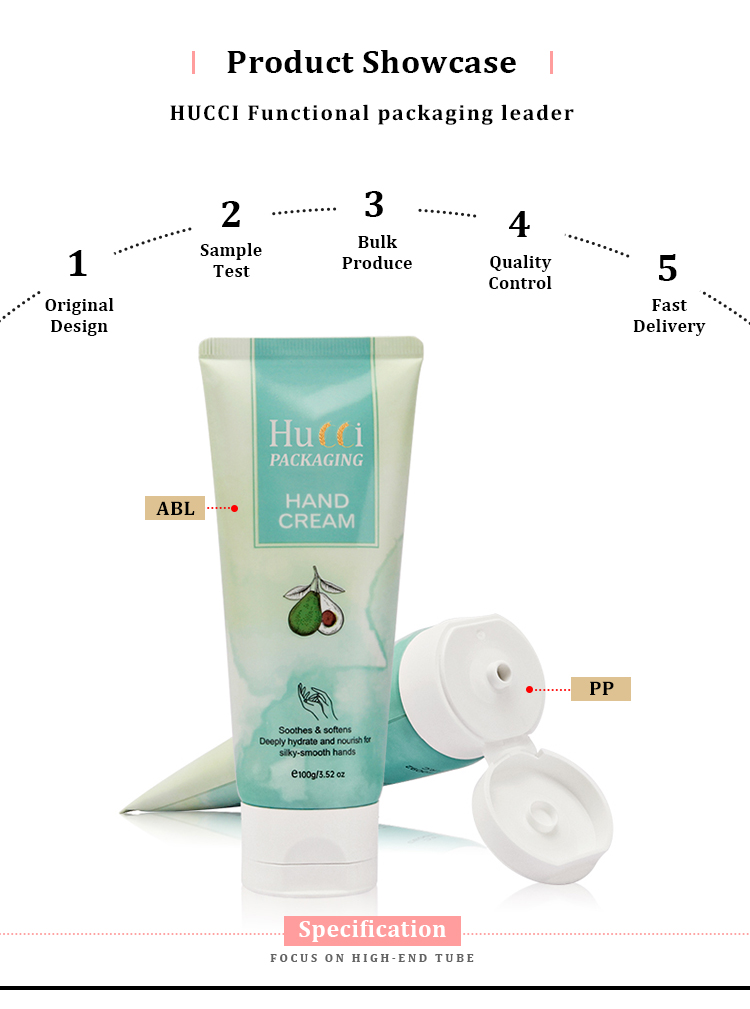 Product Showcase
HUCCI Functional packaging leader
1
Original
Design
2
Sample
Test
3
Bulk
Produce
4
Quality
Control
5
Fast
Delivery
Hucci
PACKAGING
HAND
CREAM
ABL
PP
Soothes & softens
Deeply hydrate and nourish for
silky-smooth hands
℮100g/3.52 oz
Specification
FOCUS ON HIGH-END TUBE